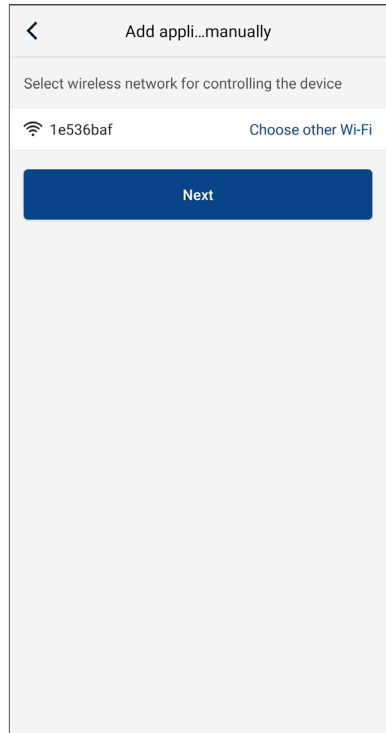 Add appli...manually
Select wireless network for controlling the device
1e536baf
Choose other Wi-Fi
Next